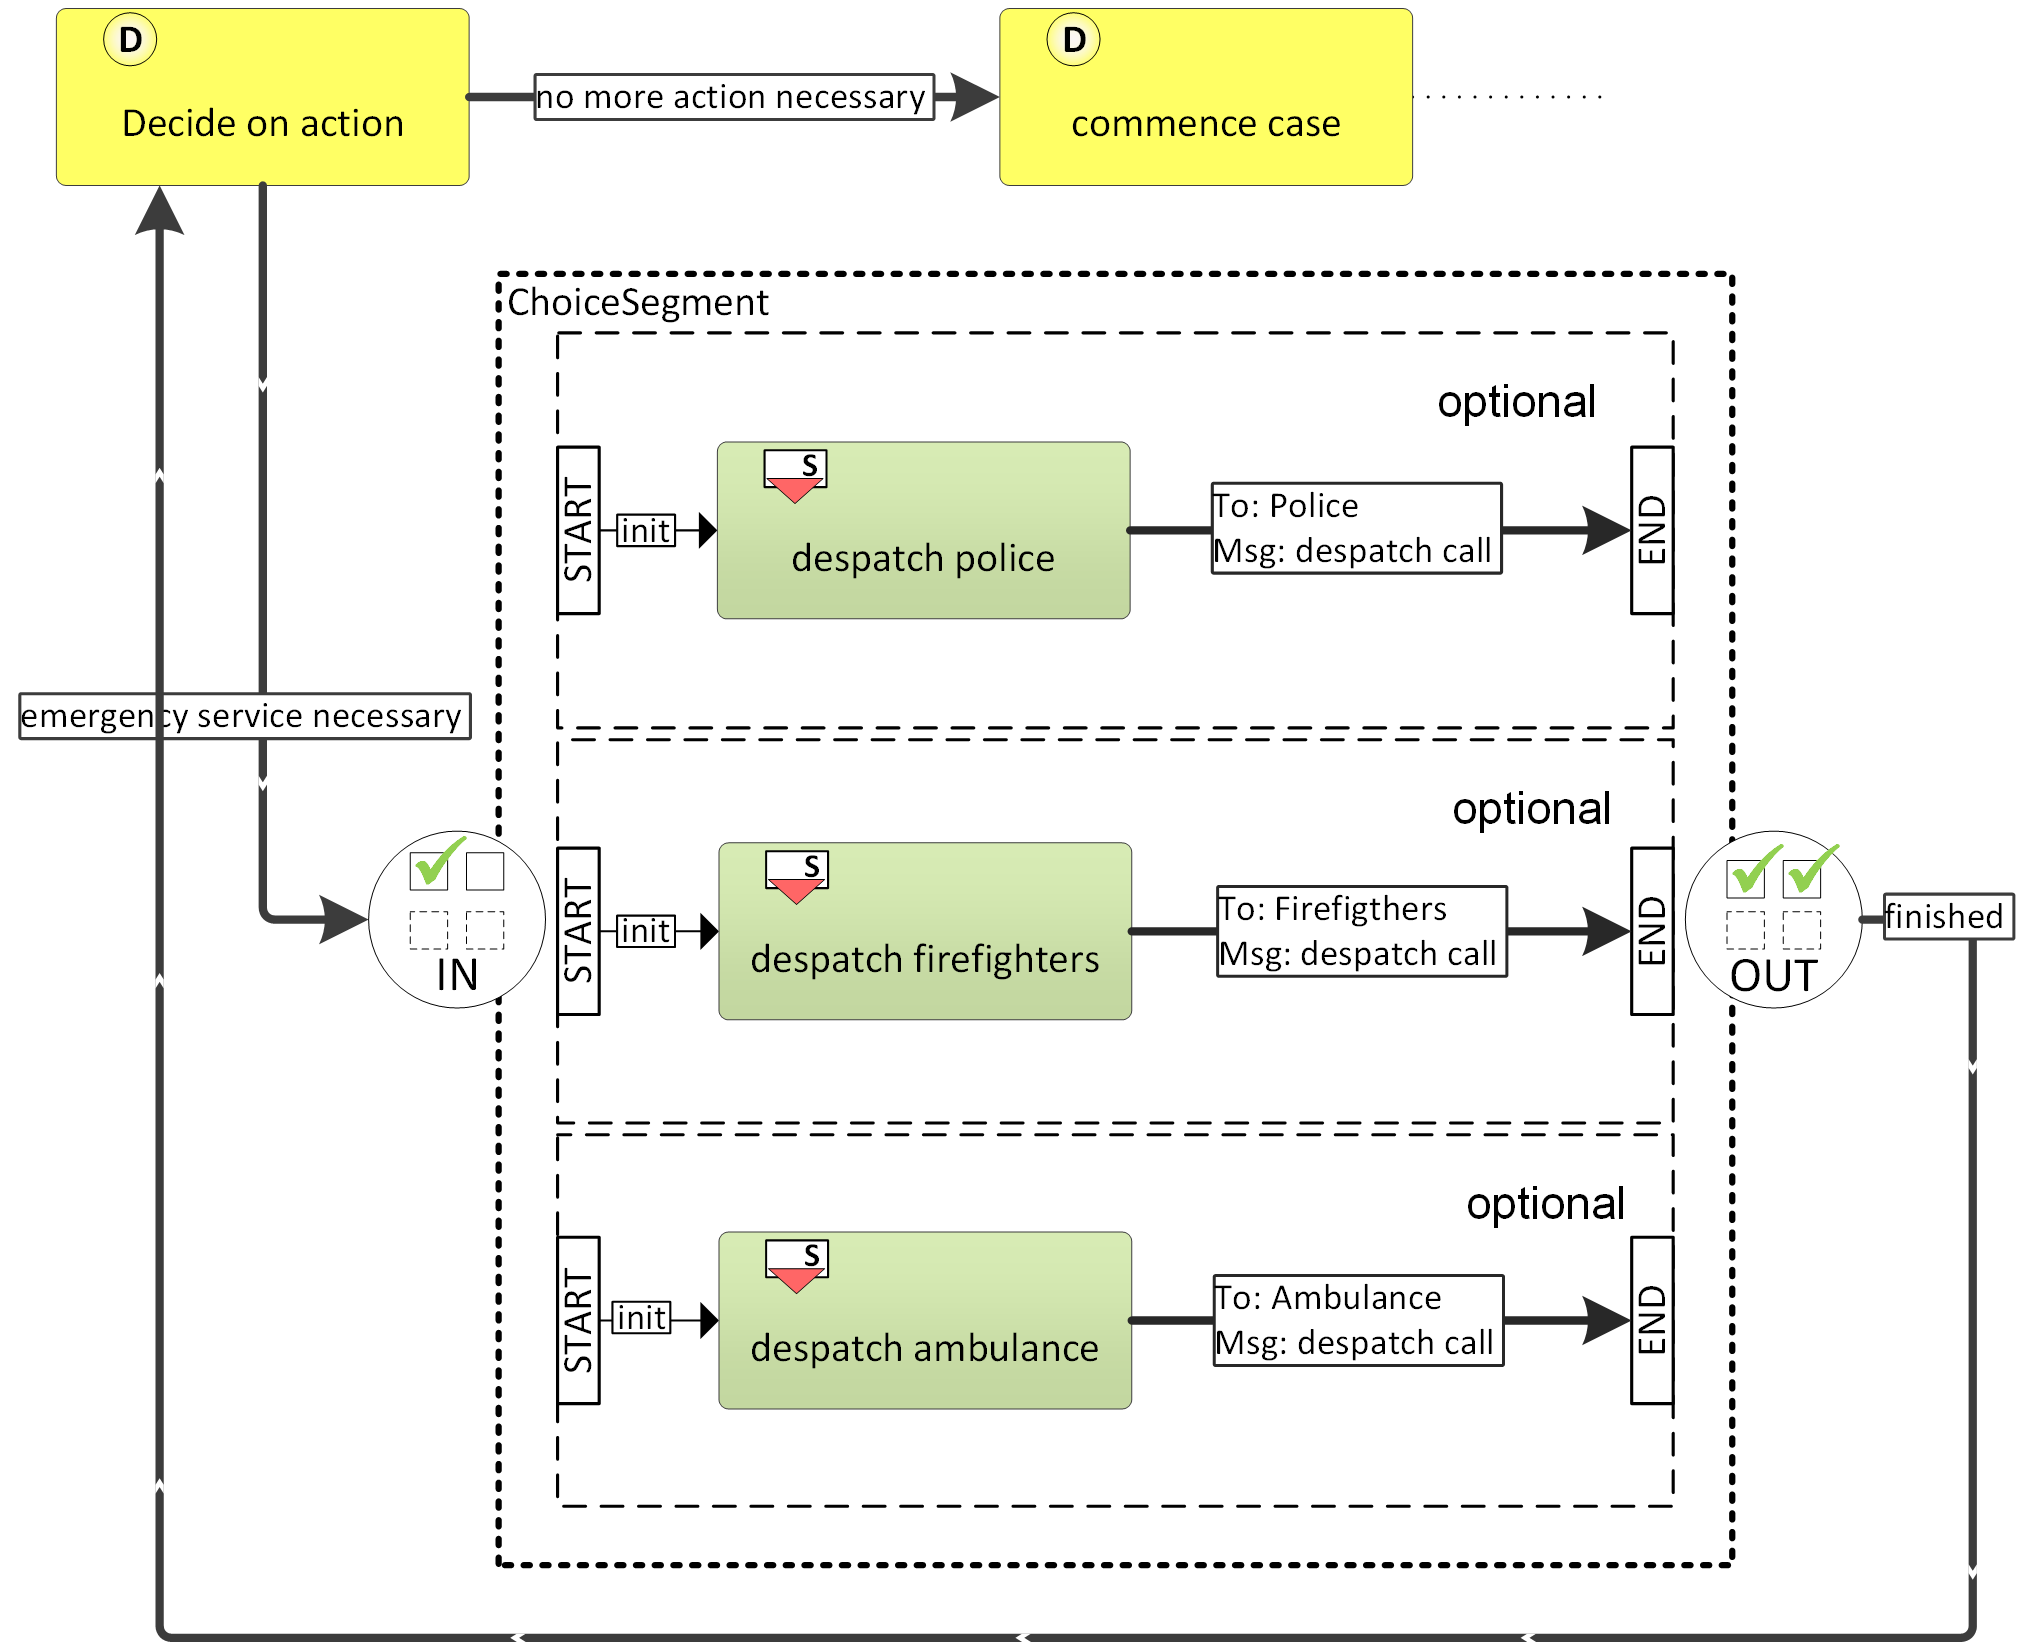 D
Decide on action
no more action necessary
D
commence case
ChoiceSegment
optional
START
init
S
despatch police
To: Police
Msg: despatch call
END
emergency service necessary
optional
IN
START
init
S
despatch firefighters
To: Firefigthers
Msg: despatch call
END
OUT
finished
optional
START
init
S
despatch ambulance
To: Ambulance
Msg: despatch call
END